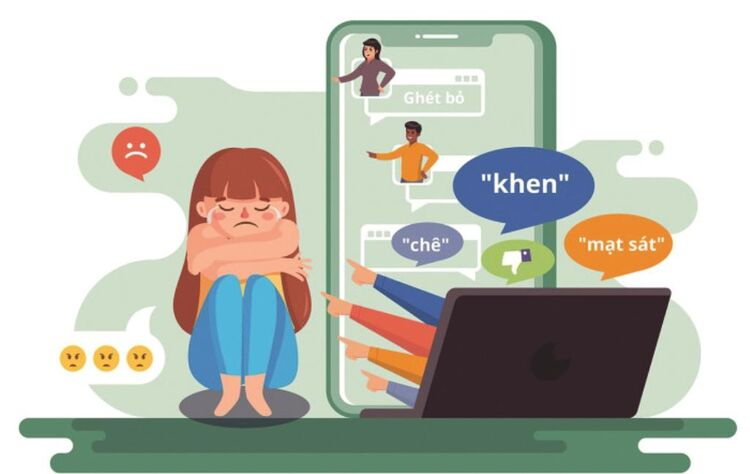 Ghét bỏ
"khen"
"chê"
"mạt sát"